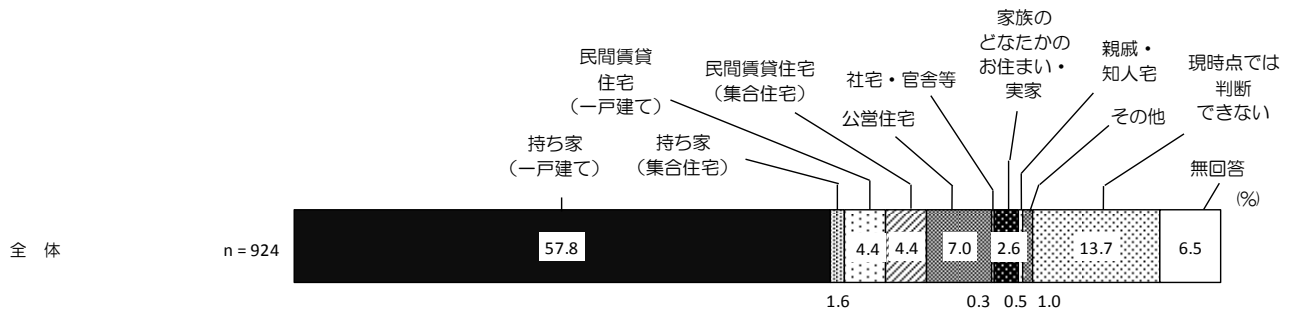 家族の
どなたかの
お住まい・
実家
親戚・
知人宅
民間賃貸
住宅
（一戸建て）
民間賃貸住宅
（集合住宅）
社宅・官舎等
現時点では
判断
できない
公営住宅
その他
持ち家
（一戸建て）
持ち家
（集合住宅）
無回答
(%)
全　体
n = 924
57.8
4.4
4.4
7.0
2.6
13.7
6.5
1.6
0.3
0.5
1.0